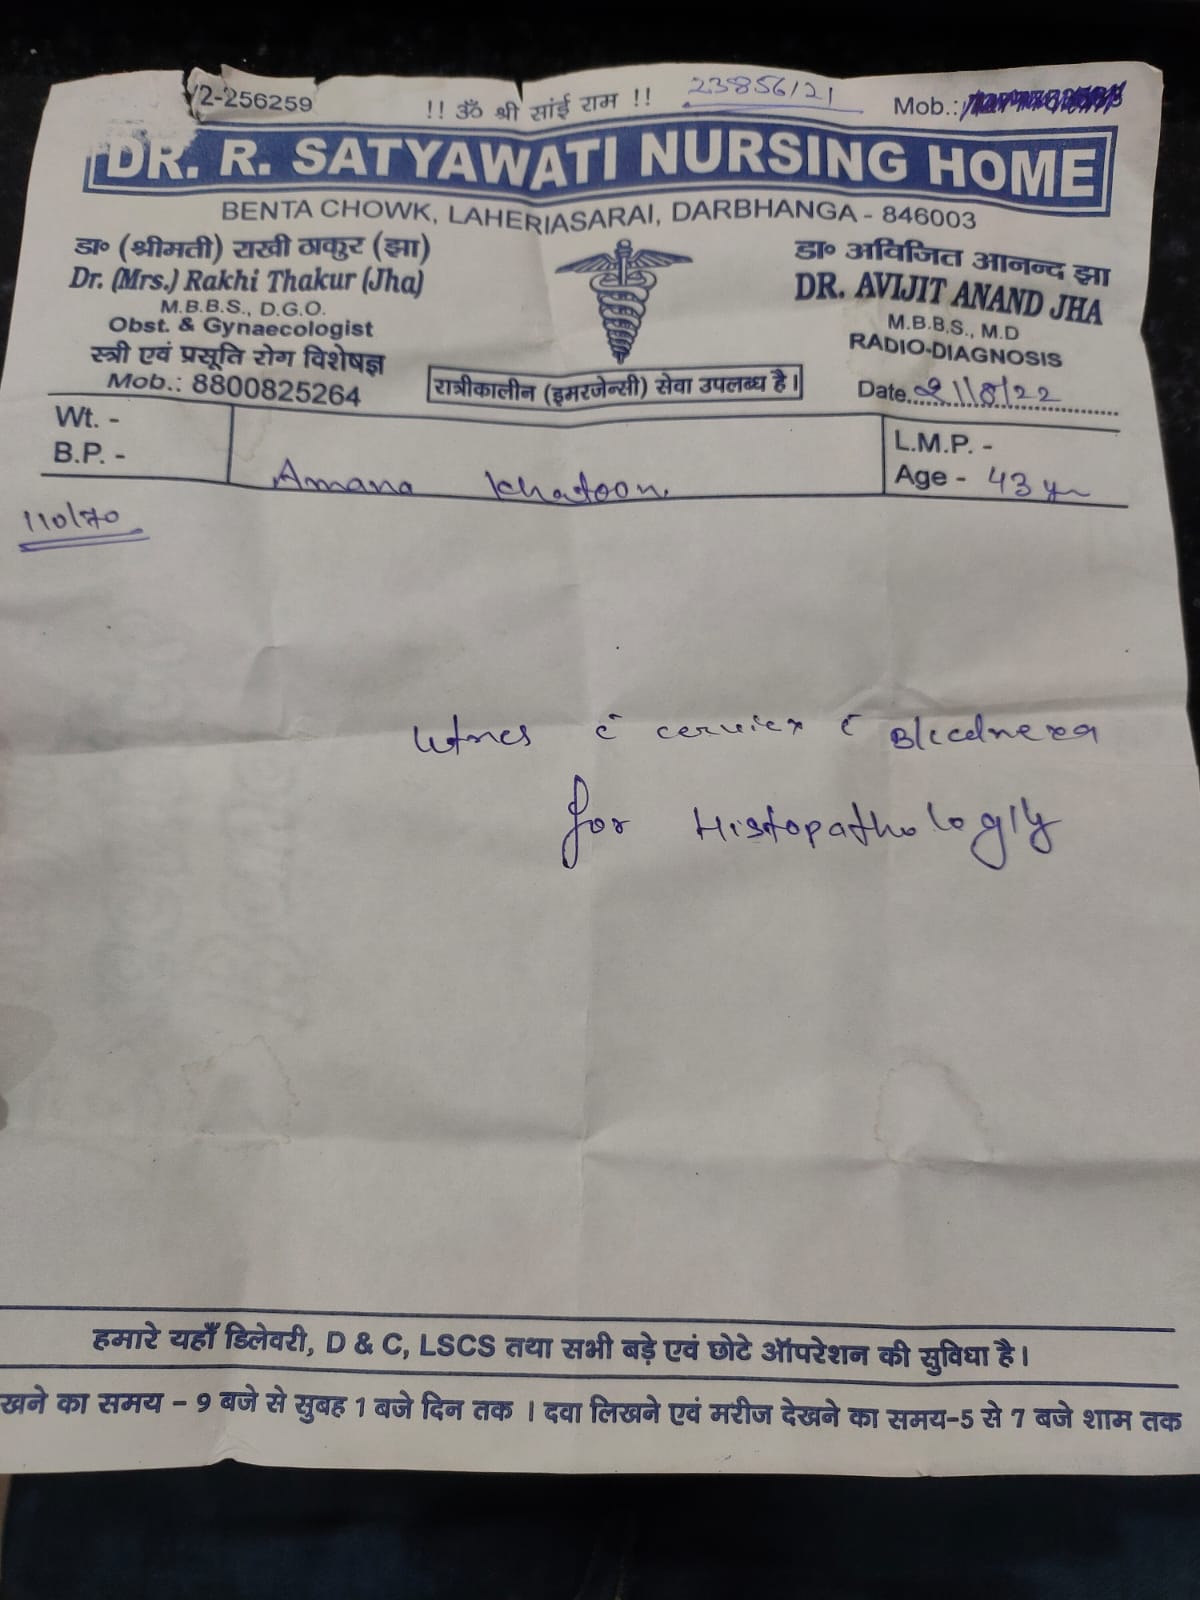 2-256259
!! ॐ श्री सांई राम !!
23856/21
Mob.:
DR. R. SATYAWATI NURSING HOME
BENTA CHOWK, LAHERIASARAI, DARBHANGA - 846003
डा० (श्रीमती) राखी ठाकुर (झा)
Dr. (Mrs.) Rakhi Thakur (Jha)
M.B.B.S., D.G.O.
Obst. & Gynaecologist
स्त्री एवं प्रसूति रोग विशेषज्ञ
Mob.: 8800825264
रात्रीकालीन (इमरजेन्सी) सेवा उपलब्ध है।
डा० अविजित आनन्द झा
DR. AVIJIT ANAND JHA
M.B.B.S., M.D
RADIO-DIAGNOSIS
Date..........
Wt. -
B.P. -
Amana Khatoon.
L.M.P. -
Age - 43 yr
110/70
c̄ cerviex c̄
for Histopathologly
हमारे यहाँ डिलेवरी, D & C, LSCS तथा सभी बड़े एवं छोटे ऑपरेशन की सुविधा है।
खने का समय - 9 बजे से सुबह 1 बजे दिन तक । दवा लिखने एवं मरीज देखने का समय-5 से 7 बजे शाम तक